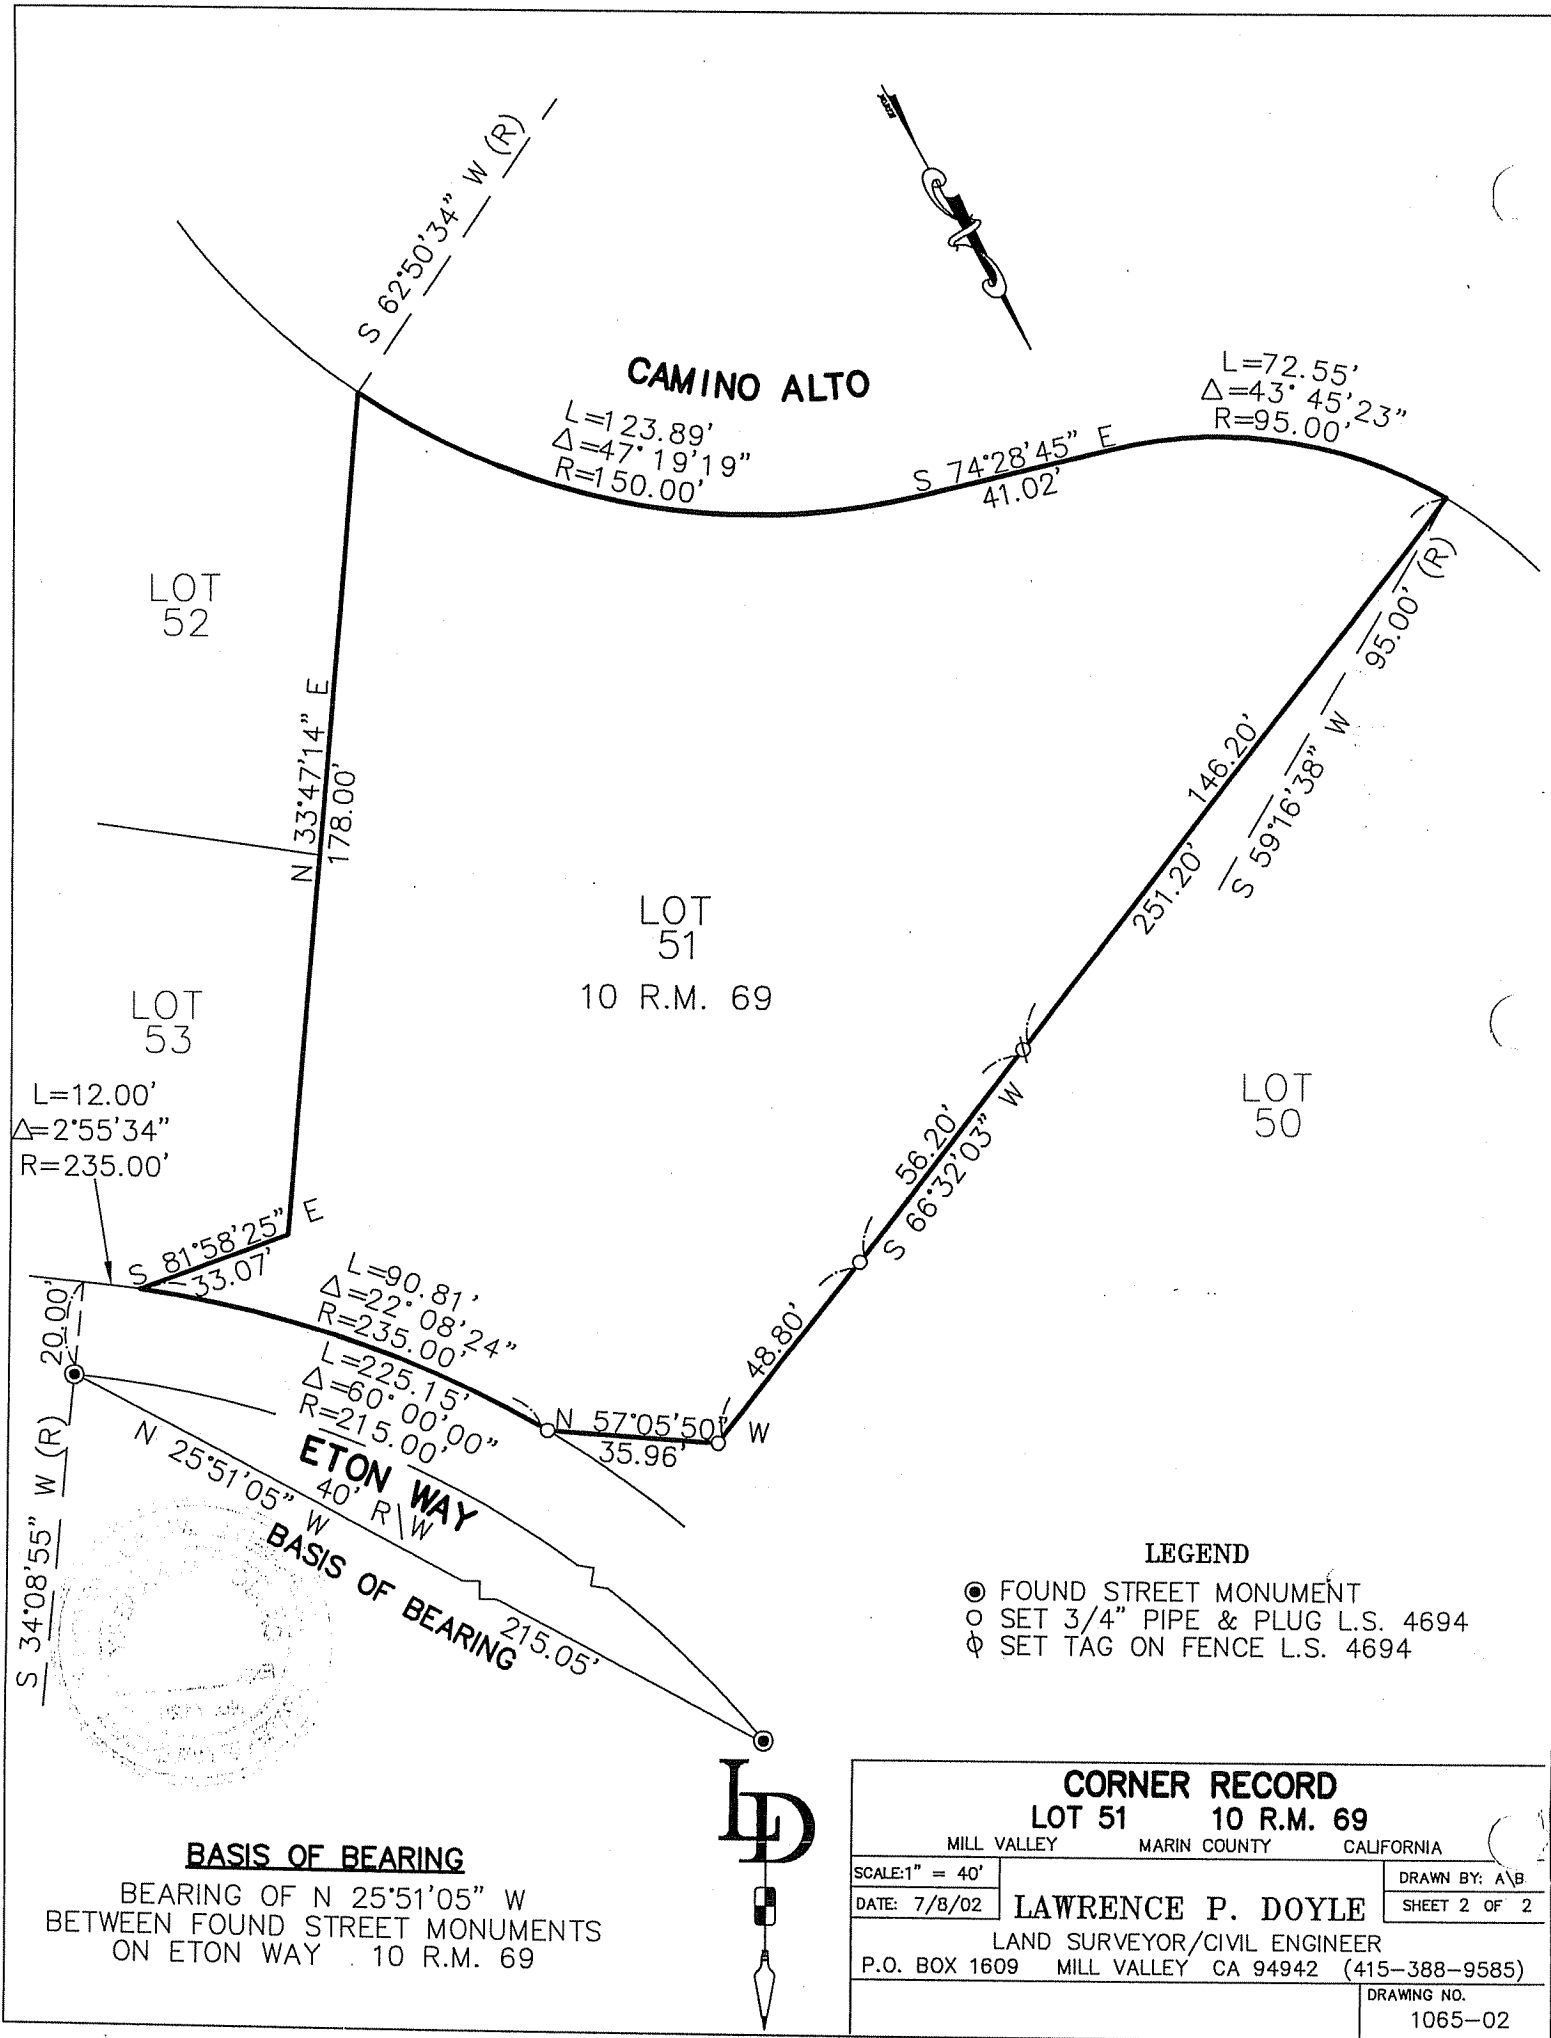 S 62°50'34" W (R)
CAMINO ALTO
L=123.89'
Δ=47°19'19"
R=150.00'
S 74°28'45" E
41.02'
L=72.55'
Δ=43°45'23"
R=95.00'
LOT
52
N 33°47'14" E
178.00'
LOT
53
LOT
51
10 R.M. 69
146.20'
251.20'
S 59°16'38" W 95.00' (R)
LOT
50
56.20'
S 66°32'03" W
48.80'
L=12.00'
Δ=2°55'34"
R=235.00'
S 81°58'25" E
33.07'
20.00'
S 34°08'55" W (R)
L=90.81'
Δ=22°08'24"
R=235.00'
L=225.15'
Δ=60°00'00"
R=215.00'
ETON WAY
40' R\W
N 57°05'50" W
35.96'
N 25°51'05" W
215.05'
BASIS OF BEARING
LEGEND
FOUND STREET MONUMENT
SET 3/4" PIPE & PLUG L.S. 4694
SET TAG ON FENCE L.S. 4694
BASIS OF BEARING
BEARING OF N 25°51'05" W
BETWEEN FOUND STREET MONUMENTS
ON ETON WAY . 10 R.M. 69
LD
CORNER RECORD
LOT 51 10 R.M. 69
MILL VALLEY MARIN COUNTY CALIFORNIA
SCALE:1" = 40'
DATE: 7/8/02
LAWRENCE P. DOYLE
DRAWN BY: A\B
SHEET 2 OF 2
LAND SURVEYOR/CIVIL ENGINEER
P.O. BOX 1609 MILL VALLEY CA 94942 (415-388-9585)
DRAWING NO.
1065-02